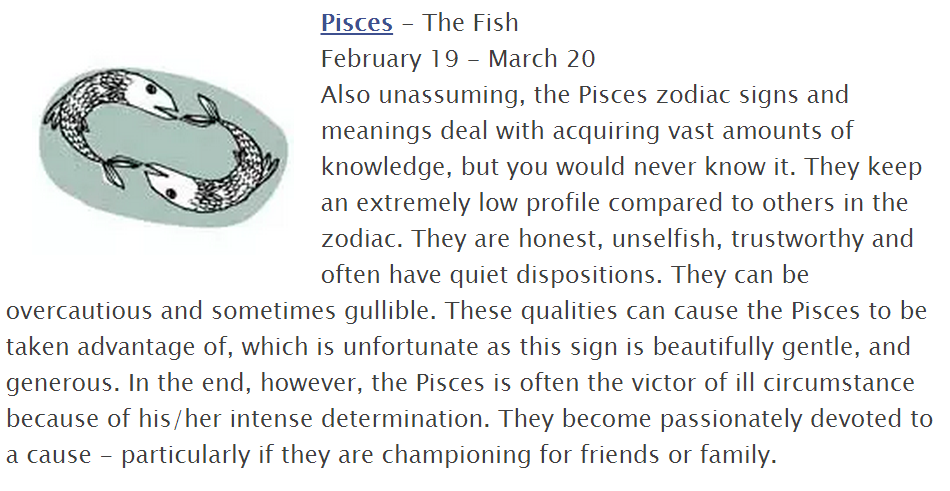 Pisces – The Fish
February 19 – March 20
Also unassuming, the Pisces zodiac signs and
meanings deal with acquiring vast amounts of
knowledge, but you would never know it. They keep
an extremely low profile compared to others in the
zodiac. They are honest, unselfish, trustworthy and
often have quiet dispositions. They can be
overcautious and sometimes gullible. These qualities can cause the Pisces to be
taken advantage of, which is unfortunate as this sign is beautifully gentle, and
generous. In the end, however, the Pisces is often the victor of ill circumstance
because of his/her intense determination. They become passionately devoted to
a cause – particularly if they are championing for friends or family.